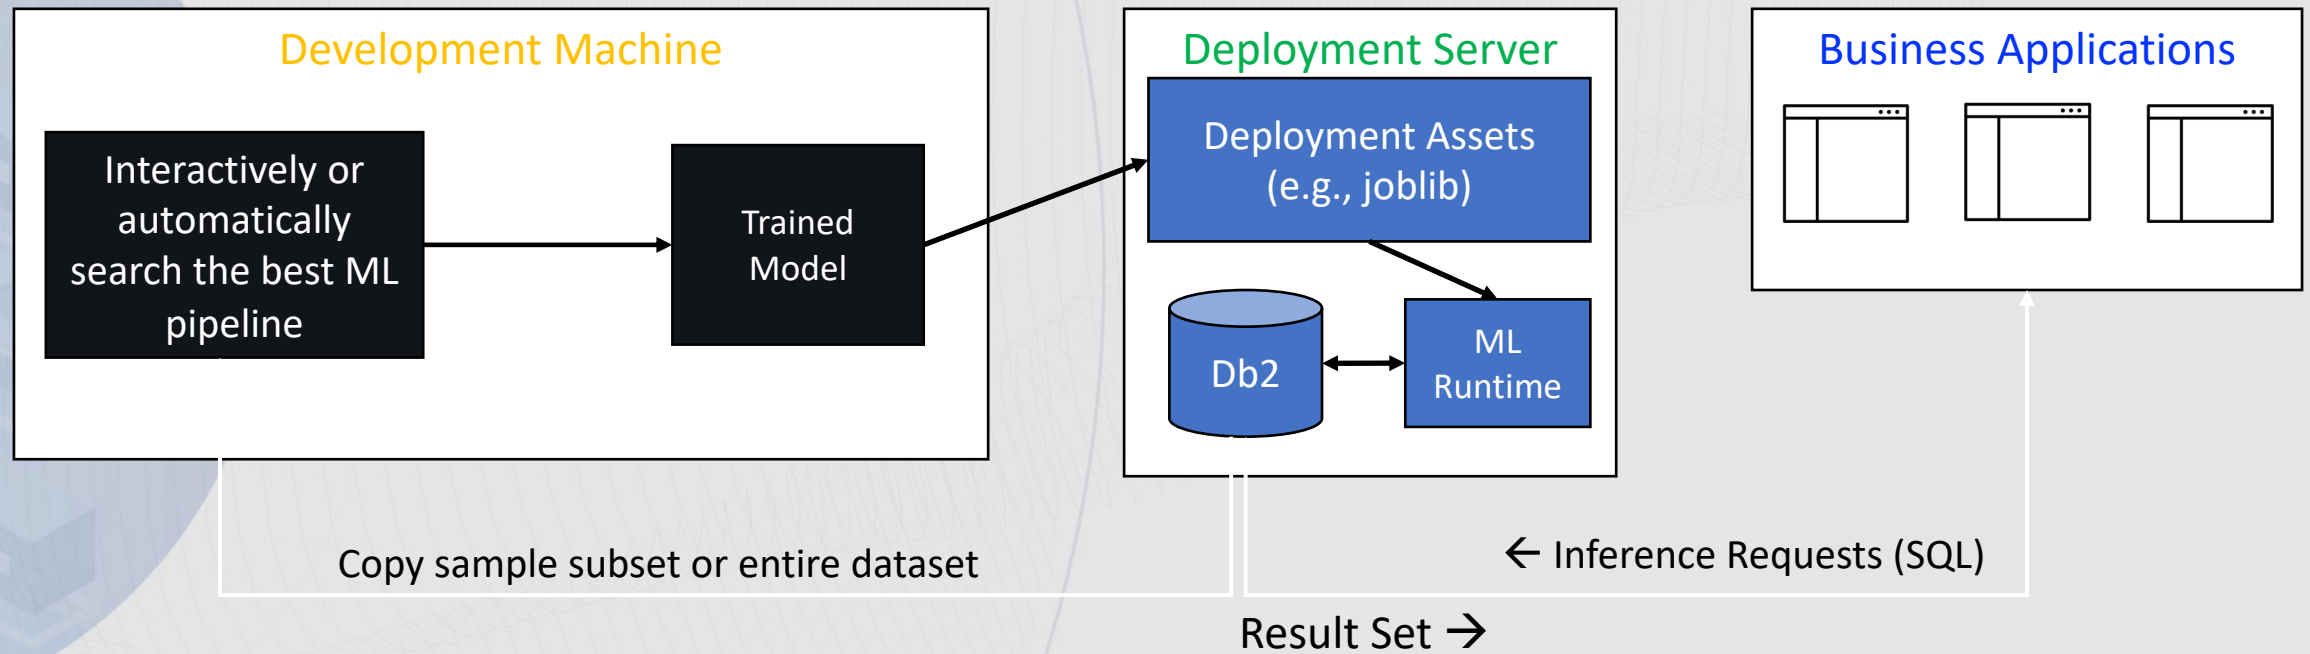 Development Machine
Interactively or
automatically
search the best ML
pipeline
Trained
Model
Deployment Server
Deployment Assets
(e.g., joblib)
Db2
ML
Runtime
Business Applications
Copy sample subset or entire dataset
← Inference Requests (SQL)
Result Set →